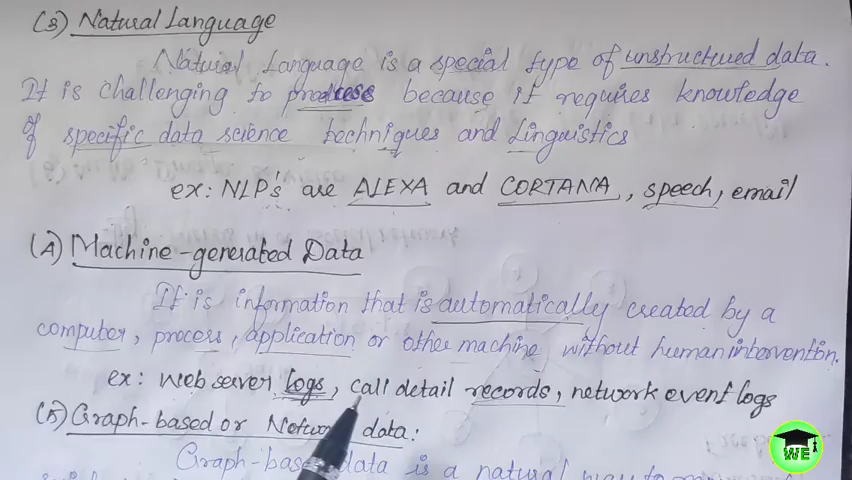 (3) Natural Language
Natural Language is a special type of unstructured data.
It is challenging to process because it requires knowledge
of specific data science techniques and Linguistics
ex: NLP's are ALEXA and CORTANA, speech, email
(4) Machine-generated Data
It is information that is automatically created by a
computer, process, application or other machine without human intervention.
ex: web server logs, call detail records, network event logs
(5) Graph-based or Network data:
Graph-based data is a natural way to
WE